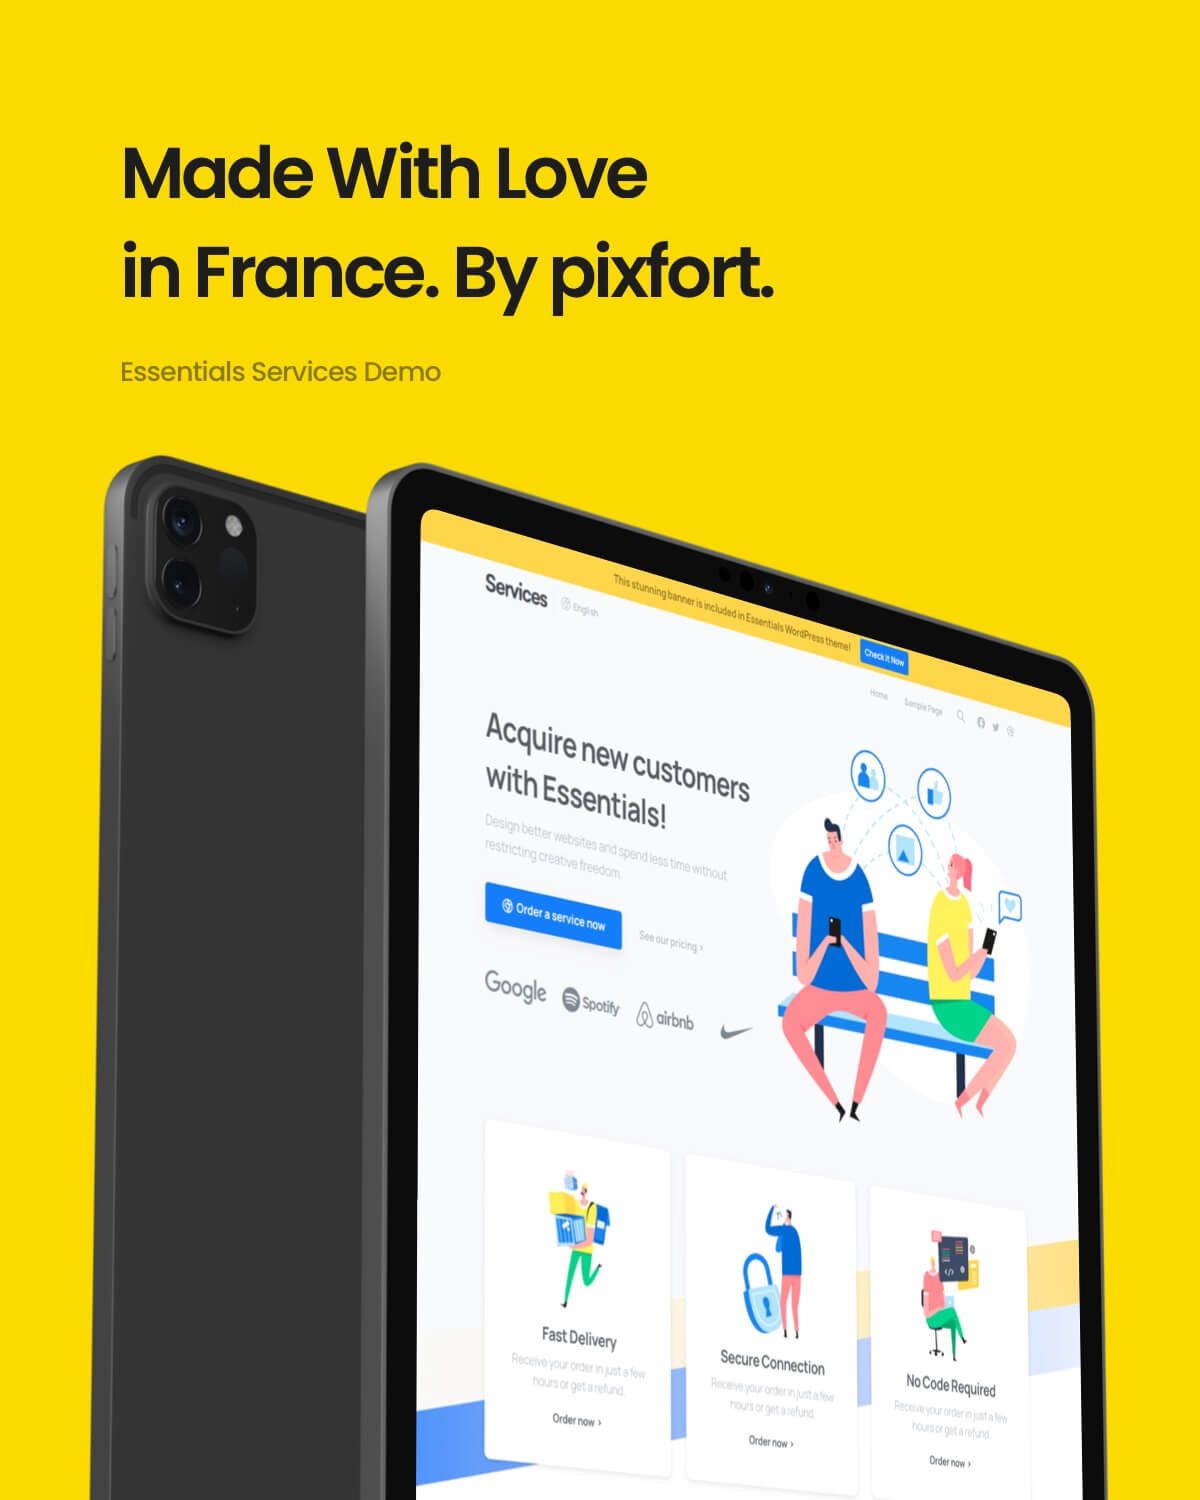 Made With Love
in France. By pixfort.
Essentials Services Demo
This stunning banner is included in Essentials WordPress theme!
Check It Now
Services
English
Home
Sample Page
Acquire new customers
with Essentials!
Design better websites and spend less time without
restricting creative freedom.
Order a service now
See our pricing ›
Google
Spotify
airbnb
Fast Delivery
Receive your order in just a few
hours or get a refund.
Order now ›
Secure Connection
Receive your order in just a few
hours or get a refund.
Order now ›
No Code Required
Receive your order in just a few
hours or get a refund.
Order now ›